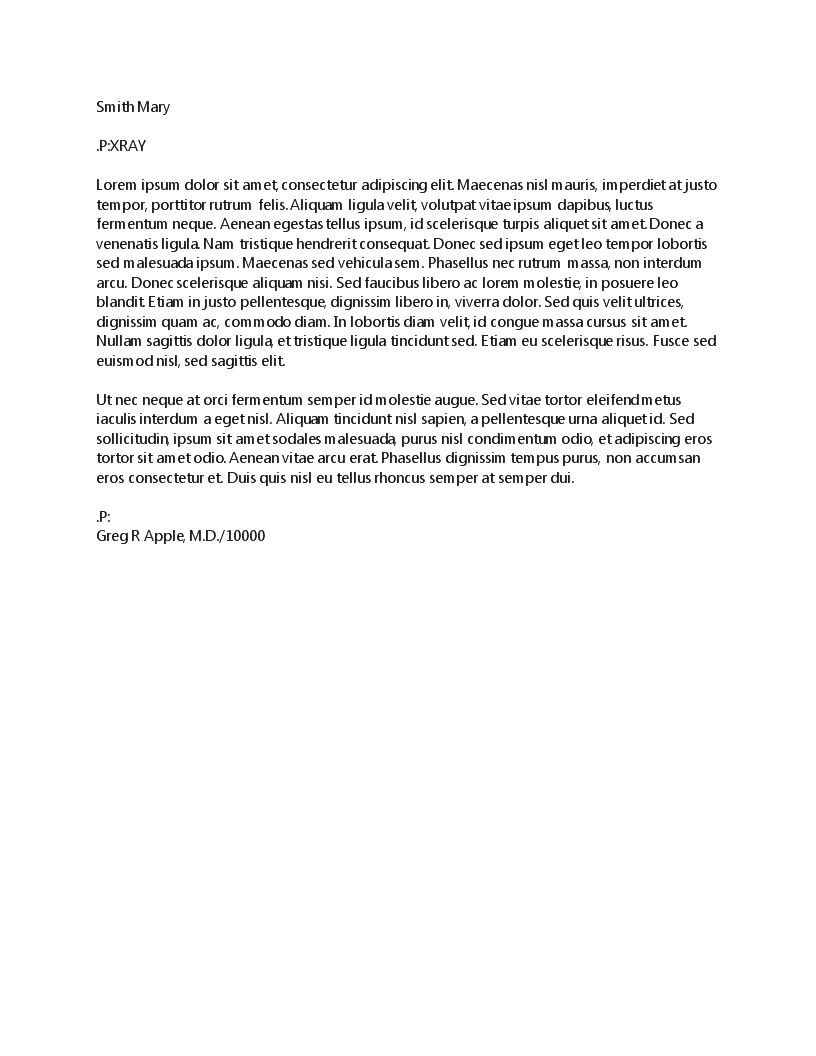 Smith Mary
.P:XRAY
Lorem ipsum dolor sit amet, consectetur adipiscing elit. Maecenas nisl mauris, imperdiet at justo
tempor, porttitor rutrum felis. Aliquam ligula velit, volutpat vitae ipsum dapibus, luctus
fermentum neque. Aenean egestas tellus ipsum, id scelerisque turpis aliquet sit amet. Donec a
venenatis ligula. Nam tristique hendrerit consequat. Donec sed ipsum eget leo tempor lobortis
sed malesuada ipsum. Maecenas sed vehicula sem. Phasellus nec rutrum massa, non interdum
arcu. Donec scelerisque aliquam nisi. Sed faucibus libero ac lorem molestie, in posuere leo
blandit. Etiam in justo pellentesque, dignissim libero in, viverra dolor. Sed quis velit ultrices,
dignissim quam ac, commodo diam. In lobortis diam velit, id congue massa cursus sit amet.
Nullam sagittis dolor ligula, et tristique ligula tincidunt sed. Etiam eu scelerisque risus. Fusce sed
euismod nisl, sed sagittis elit.
Ut nec neque at orci fermentum semper id molestie augue. Sed vitae tortor eleifend metus
iaculis interdum a eget nisl. Aliquam tincidunt nisl sapien, a pellentesque urna aliquet id. Sed
sollicitudin, ipsum sit amet sodales malesuada, purus nisl condimentum odio, et adipiscing eros
tortor sit amet odio. Aenean vitae arcu erat. Phasellus dignissim tempus purus, non accumsan
eros consectetur et. Duis quis nisl eu tellus rhoncus semper at semper dui.
.P:
Greg R Apple, M.D./10000